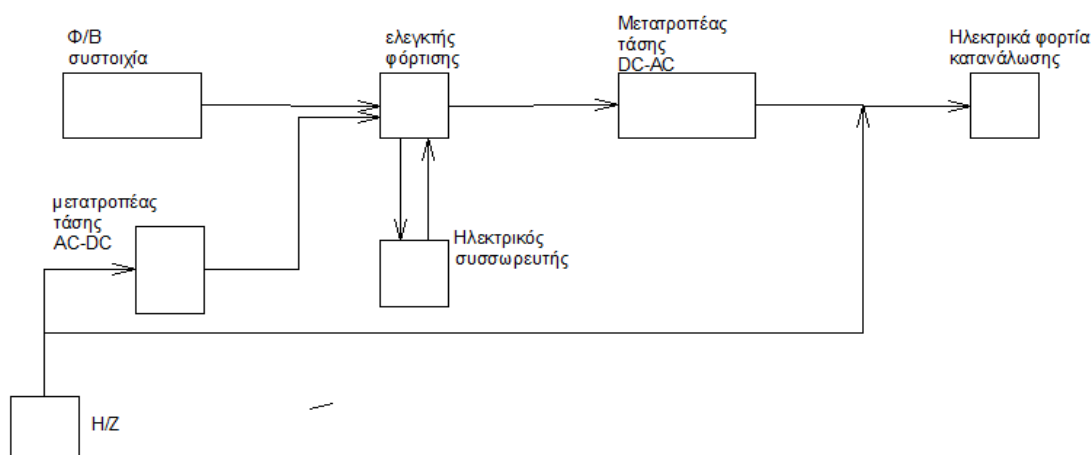 Φ/Β
συστοιχία
ελεγκτής
φόρτισης
Μετατροπέας
τάσης
DC-AC
Ηλεκτρικά φορτία
κατανάλωσης
μετατροπέας
τάσης
AC-DC
Ηλεκτρικός
συσσωρευτής
Η/Ζ